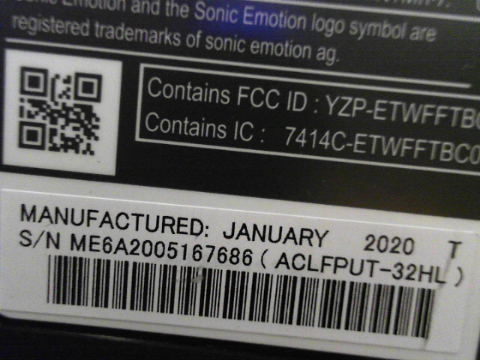 Sonic Emotion and the Sonic Emotion logo symbol are
registered trademarks of sonic emotion ag.
Contains FCC ID : YZP-ETWFFTBC
Contains IC : 7414C-ETWFFTBC0
MANUFACTURED: JANUARY 2020 T
S/N ME6A2005167686 ( ACLFPUT-32HL )